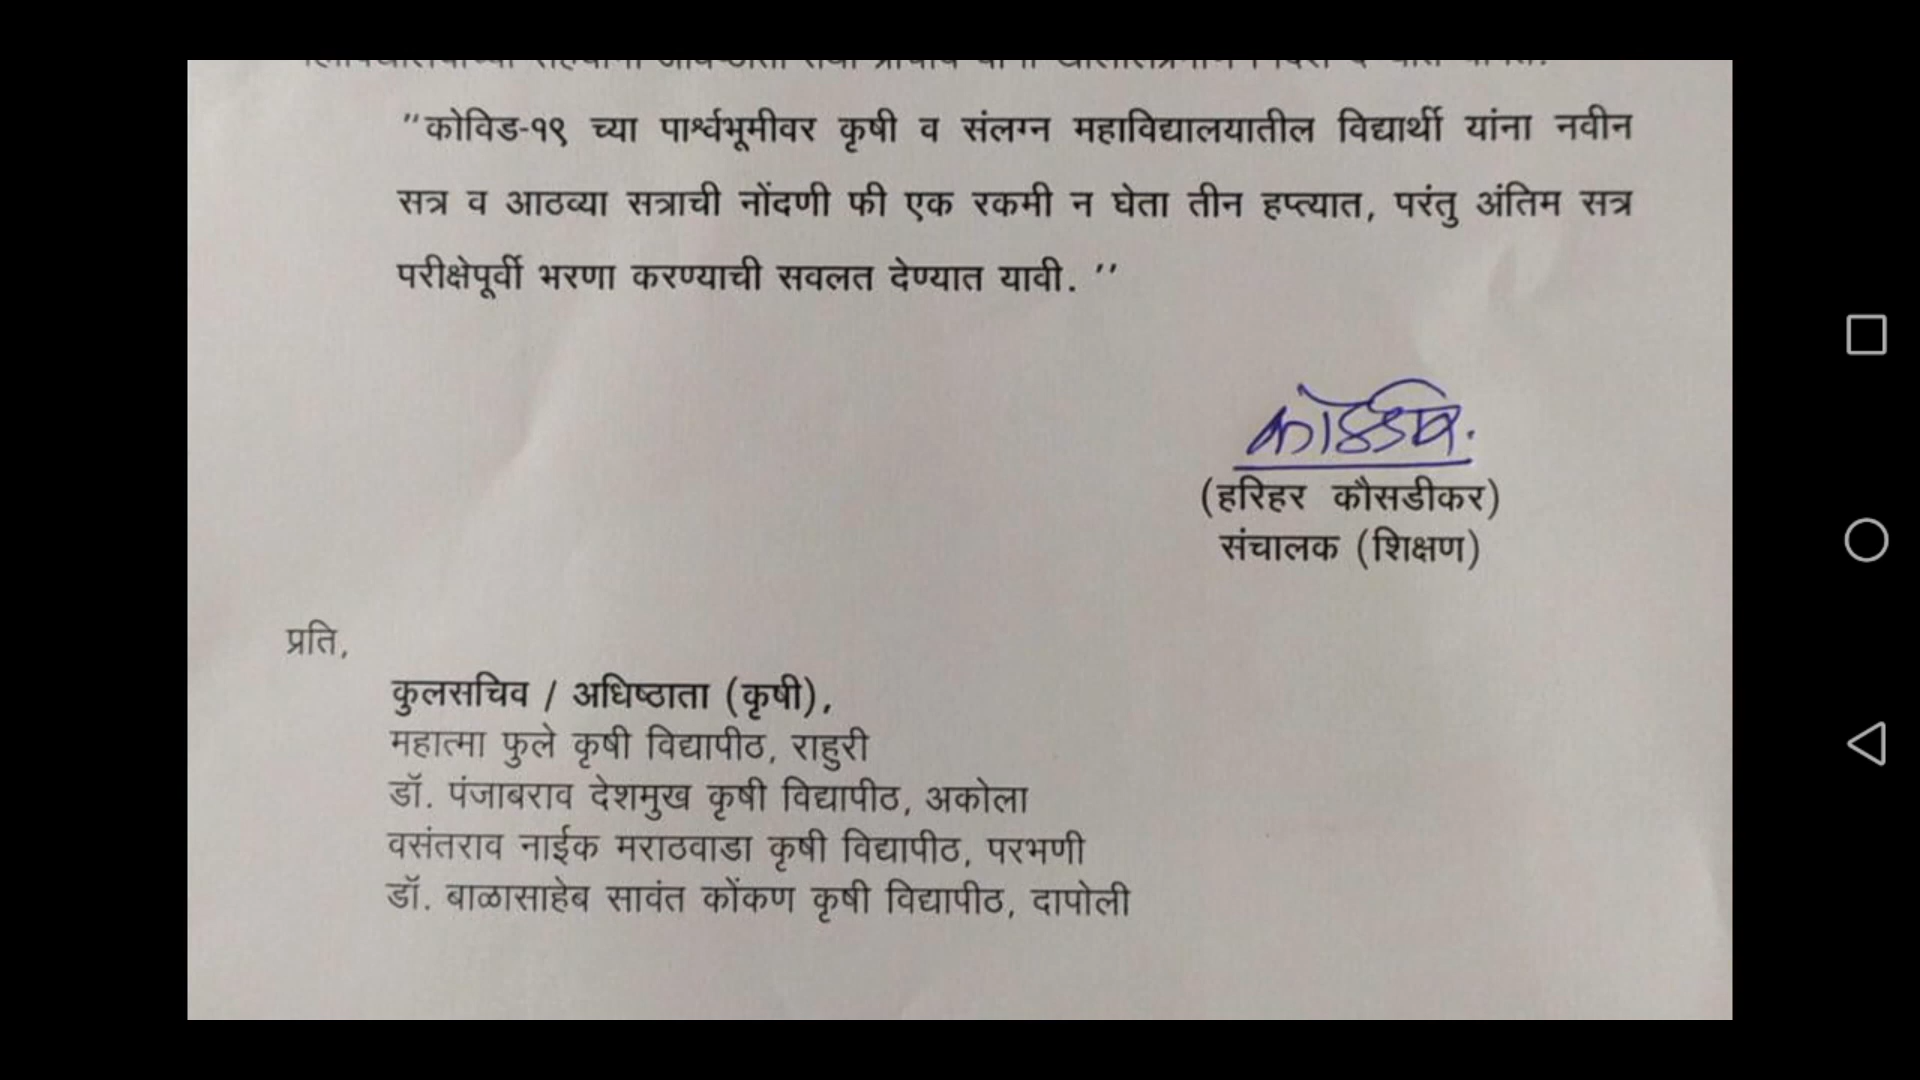 "कोविड-१९ च्या पार्श्वभूमीवर कृषी व संलग्न महाविद्यालयातील विद्यार्थी यांना नवीन
सत्र व आठव्या सत्राची नोंदणी फी एक रकमी न घेता तीन हप्त्यात, परंतु अंतिम सत्र
परीक्षेपूर्वी भरणा करण्याची सवलत देण्यात यावी. ''
(हरिहर कौसडीकर)
संचालक (शिक्षण)
प्रति,
कुलसचिव / अधिष्ठाता (कृषी),
महात्मा फुले कृषी विद्यापीठ, राहुरी
डॉ. पंजाबराव देशमुख कृषी विद्यापीठ, अकोला
वसंतराव नाईक मराठवाडा कृषी विद्यापीठ, परभणी
डॉ. बाळासाहेब सावंत कोंकण कृषी विद्यापीठ, दापोली